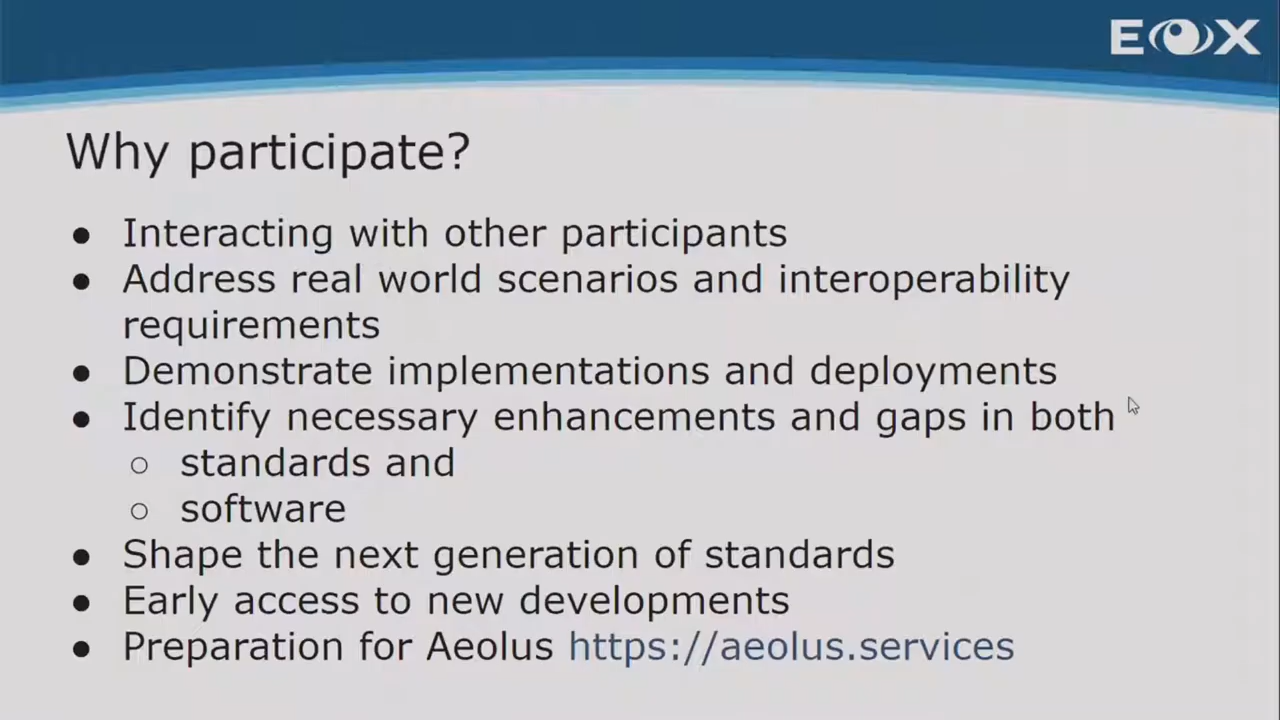 EOX
Why participate?
● Interacting with other participants
● Address real world scenarios and interoperability
requirements
● Demonstrate implementations and deployments
● Identify necessary enhancements and gaps in both
○ standards and
○ software
● Shape the next generation of standards
● Early access to new developments
● Preparation for Aeolus https://aeolus.services